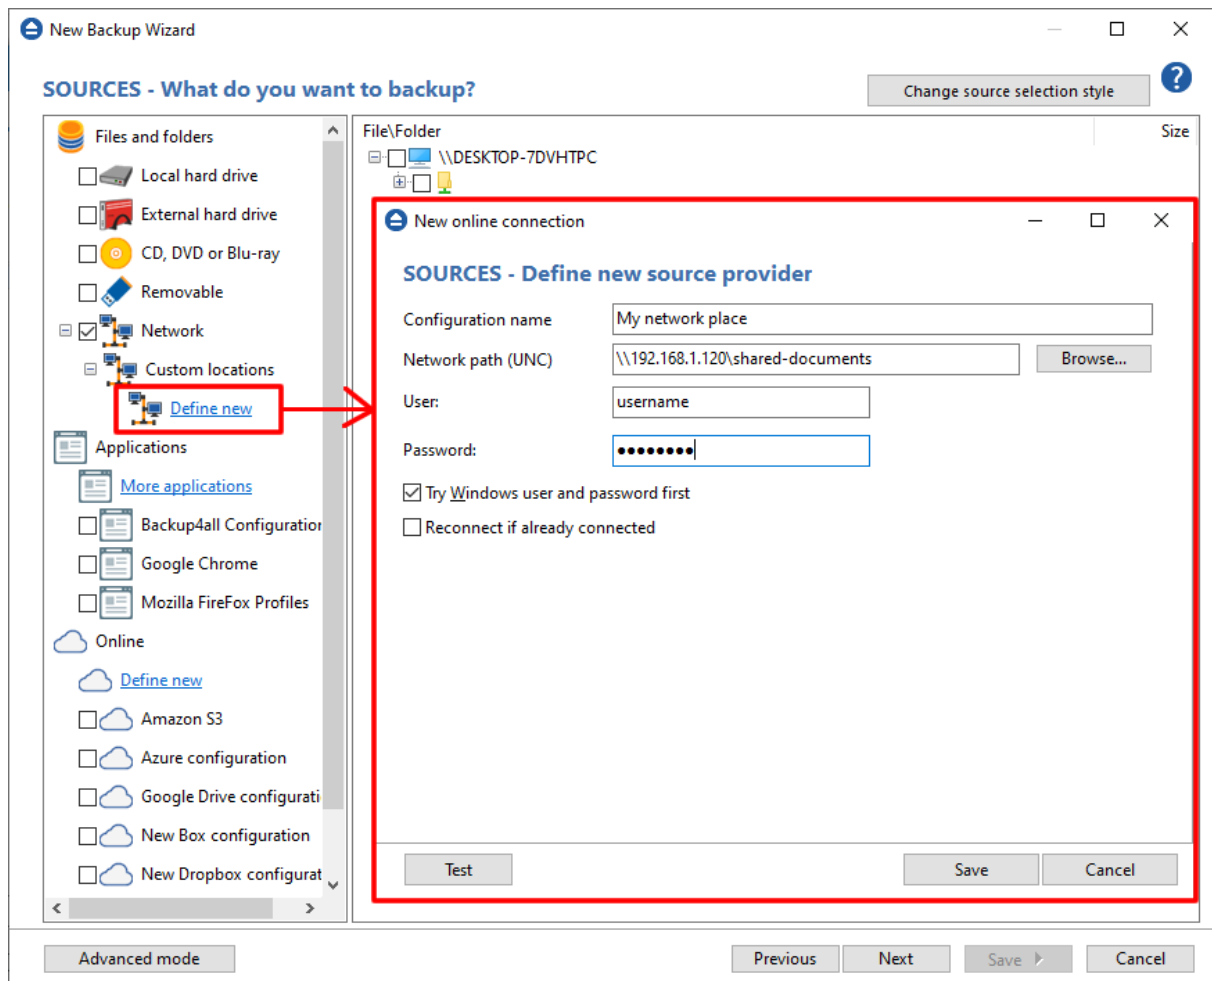 New Backup Wizard
SOURCES - What do you want to backup?
Change source selection style
?
Files and folders
Local hard drive
External hard drive
CD, DVD or Blu-ray
Removable
Network
Custom locations
Define new
Applications
More applications
Backup4all Configuration
Google Chrome
Mozilla FireFox Profiles
Online
Define new
Amazon S3
Azure configuration
Google Drive configurati
New Box configuration
New Dropbox configurat
File\Folder Size
\\DESKTOP-7DVHTPC
New online connection
SOURCES - Define new source provider
Configuration name My network place
Network path (UNC) \\192.168.1.120\shared-documents Browse...
User: username
Password: ••••••••
Try Windows user and password first
Reconnect if already connected
Test Save Cancel
Advanced mode Previous Next Save Cancel